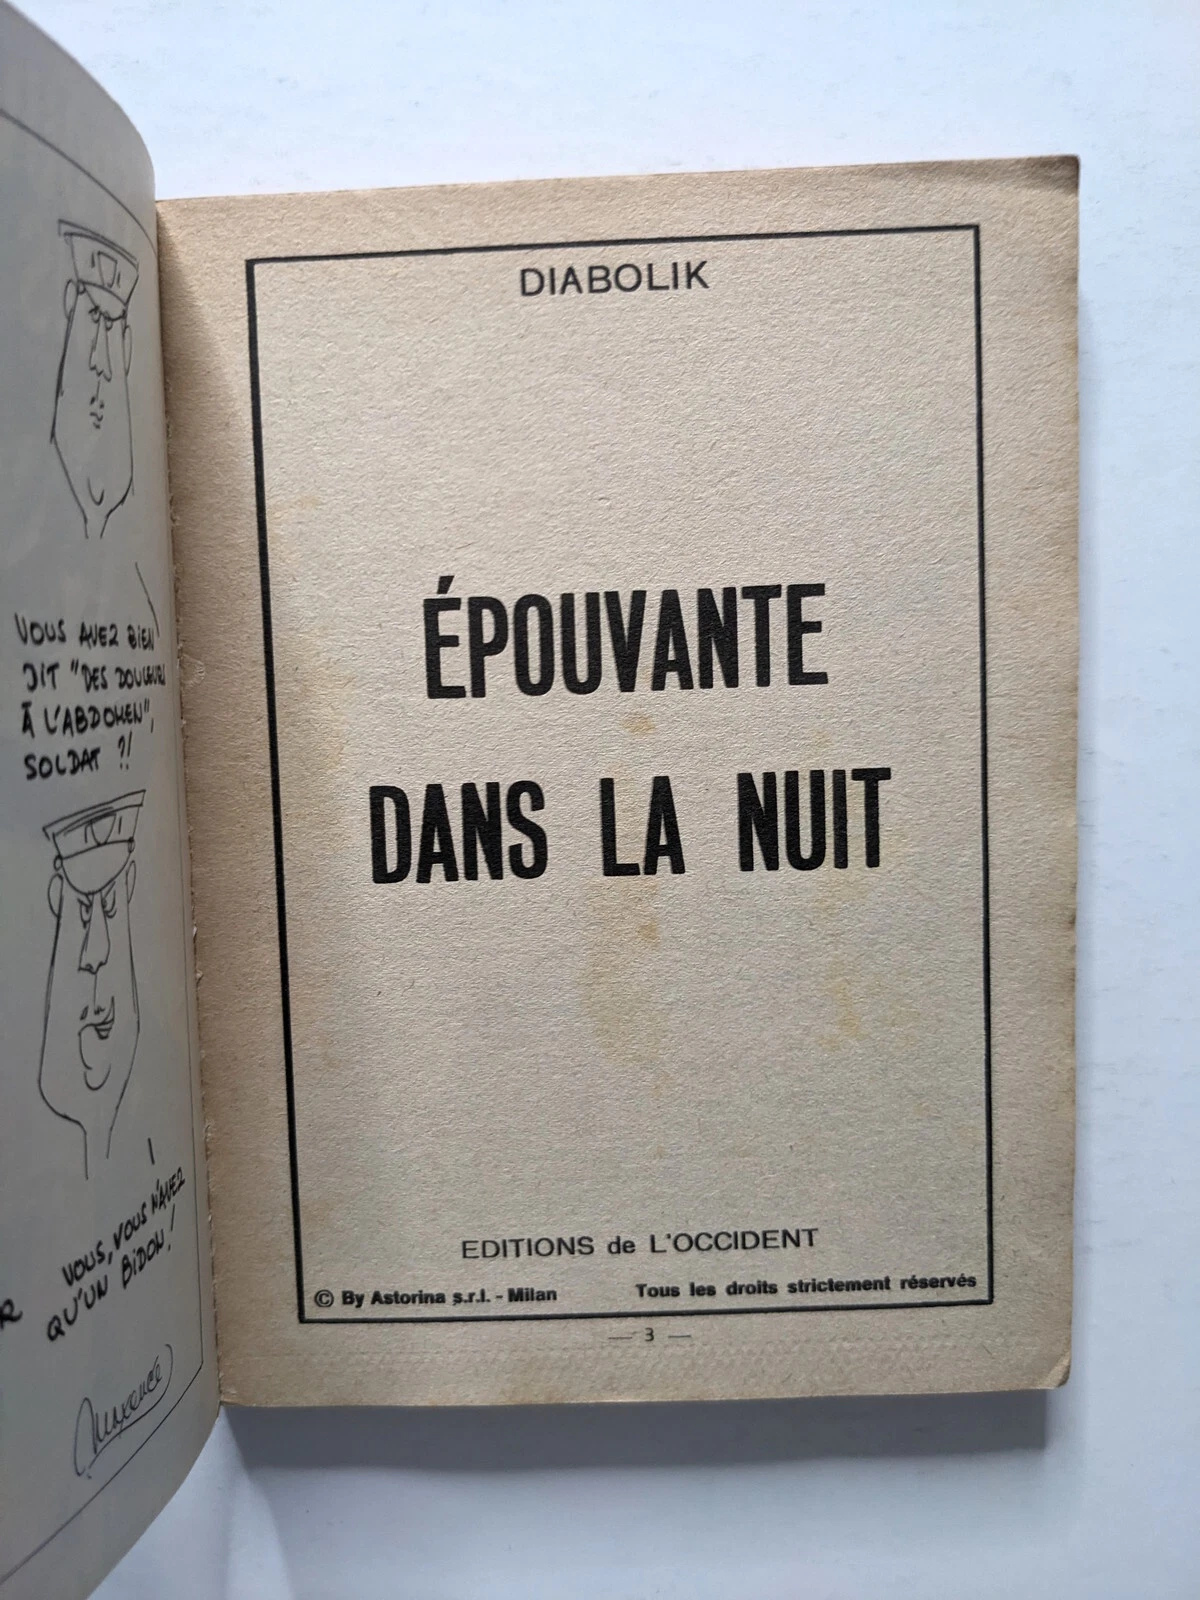 VOUS AVEZ BIEN
DIT "DES DOULEURS
À L'ABDOMEN",
SOLDAT ?!
VOUS, VOUS N'AVEZ
QU'UN BIDON !
R
DIABOLIK
ÉPOUVANTE
DANS LA NUIT
EDITIONS de L'OCCIDENT
© By Astorina s.r.l. - Milan Tous les droits strictement réservés
— 3 —